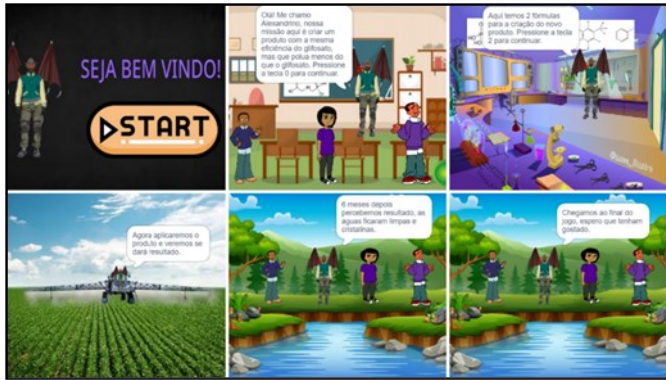 SEJA BEM VINDO!
START
Olá! Me chamo
Alexandrino, nossa
missão aqui é criar um
produto com a mesma
eficiência do glifosato,
mas que polua menos do
que o glifosato. Pressione
a tecla 0 para continuar.
Aqui temos 2 fórmulas
para a criação do novo
produto. Pressione a tecla
2 para continuar.
Agora aplicaremos o
produto e veremos se
dará resultado.
6 meses depois
percebemos resultado, as
águas ficaram limpas e
cristalinas.
Chegamos ao final do
jogo, espero que tenham
gostado.